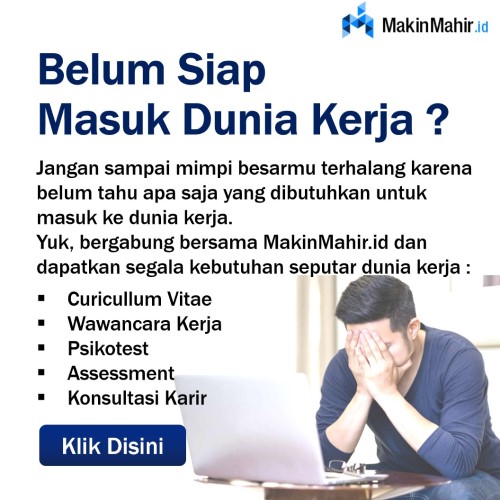 MakinMahir.id
Belum Siap
Masuk Dunia Kerja ?
Jangan sampai mimpi besarmu terhalang karena
belum tahu apa saja yang dibutuhkan untuk
masuk ke dunia kerja.
Yuk, bergabung bersama MakinMahir.id dan
dapatkan segala kebutuhan seputar dunia kerja :
▪ Curicullum Vitae
▪ Wawancara Kerja
▪ Psikotest
▪ Assessment
▪ Konsultasi Karir
Klik Disini